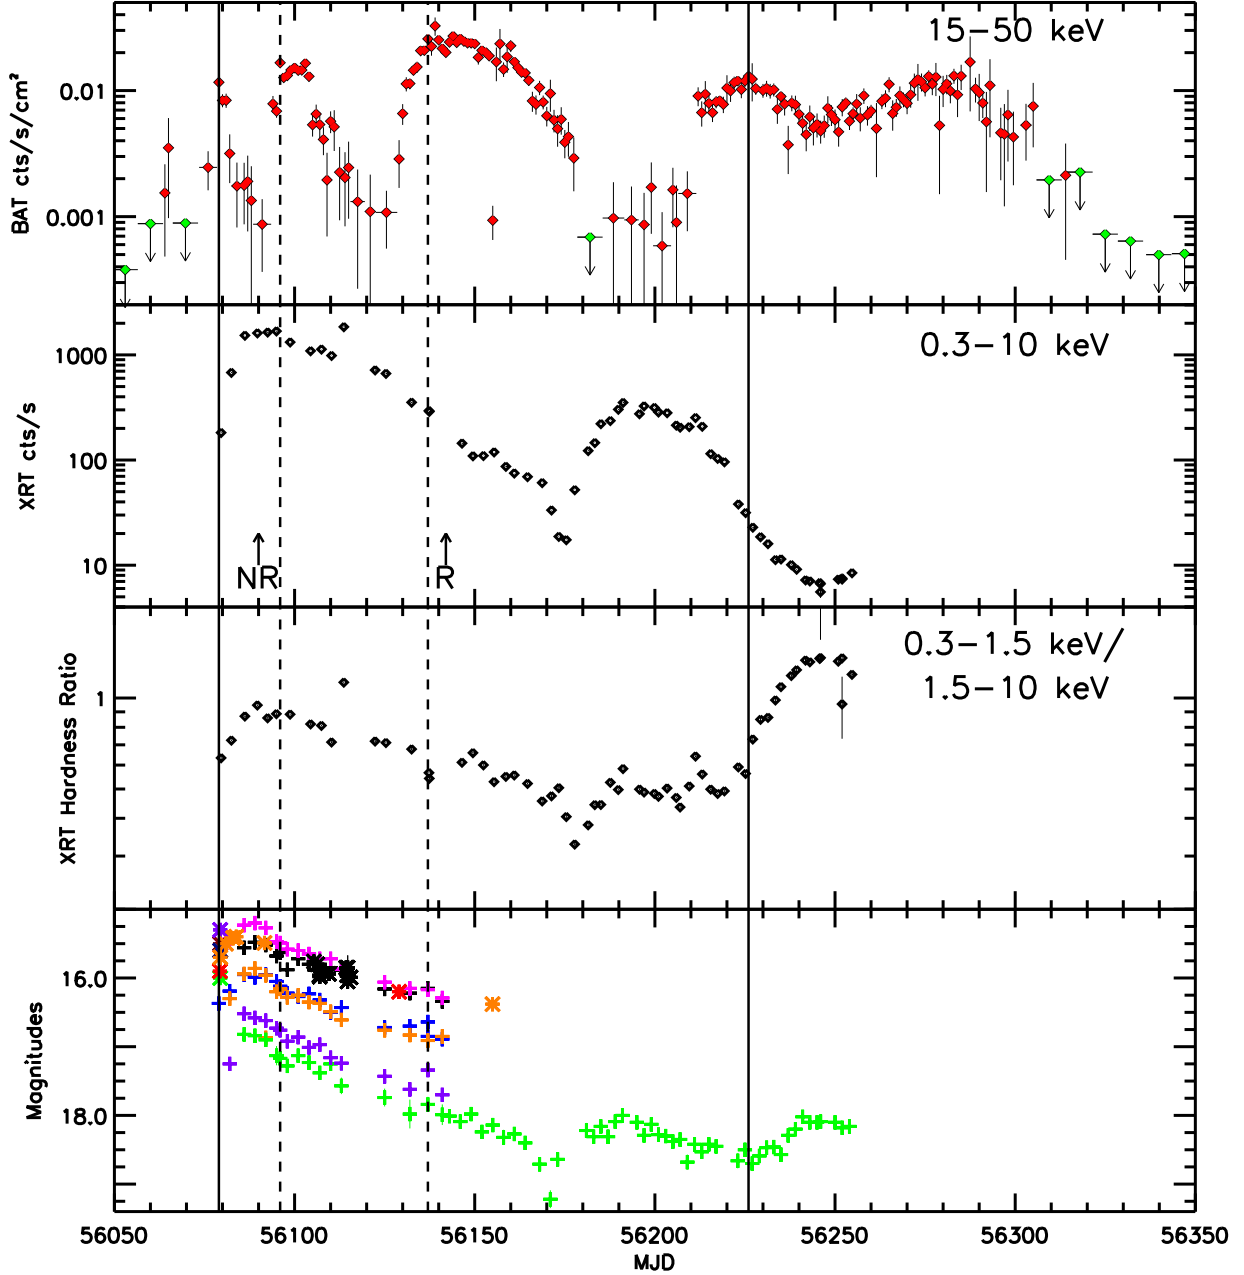 15-50 keV
BAT cts/s/cm²
0.01
0.001
0.3-10 keV
XRT cts/s
1000
100
10
NR
R
0.3-1.5 keV/
1.5-10 keV
XRT Hardness Ratio
1
Magnitudes
16.0
18.0
56050 56100 56150 56200 56250 56300 56350
MJD